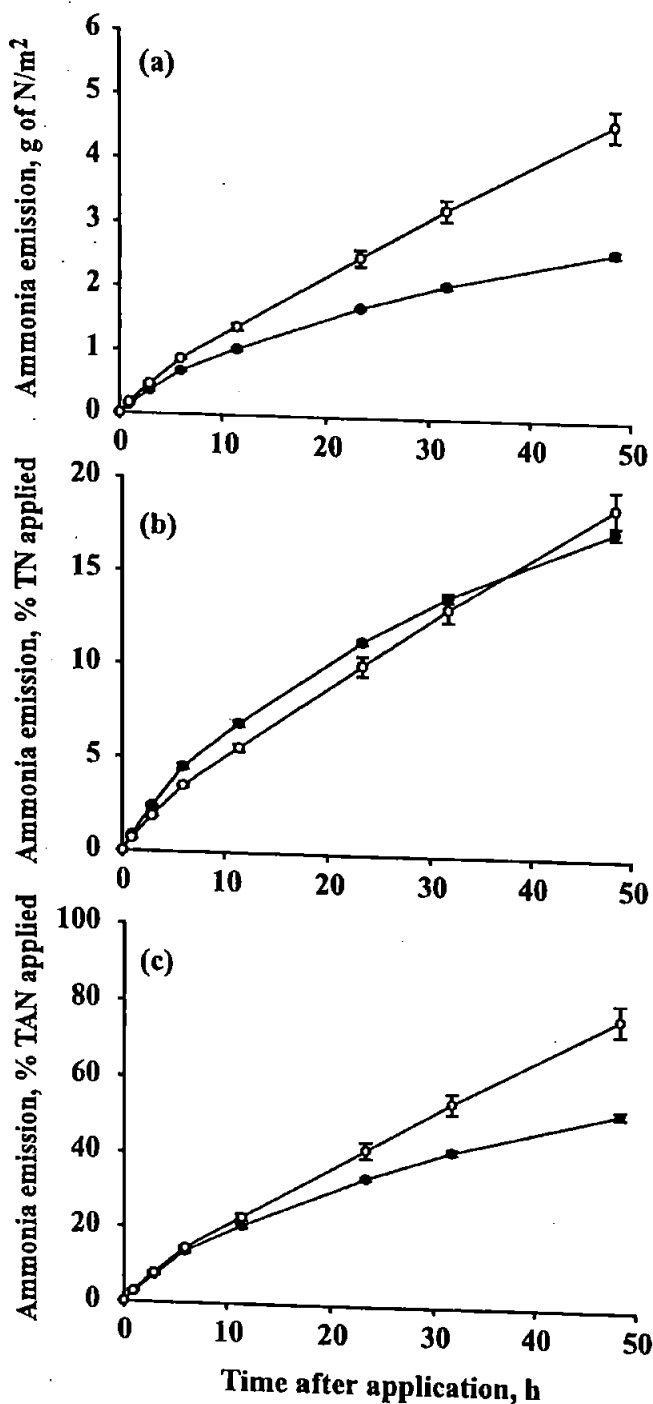 Ammonia emission, g of N/m²
(a)
6
5
4
3
2
1
0
0 10 20 30 40 50
Ammonia emission, % TN applied
(b)
20
15
10
5
0
0 10 20 30 40 50
Ammonia emission, % TAN applied
(c)
100
80
60
40
20
0
0 10 20 30 40 50
Time after application, h